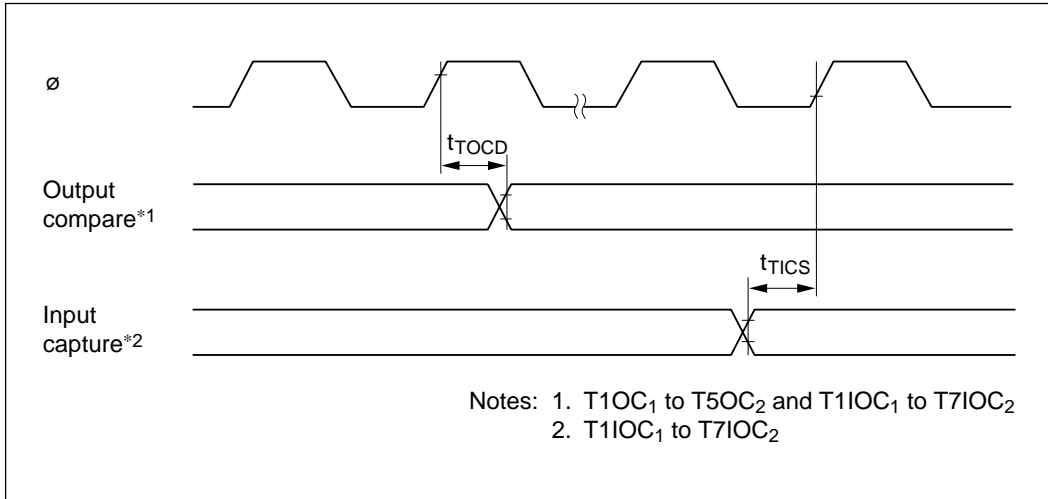 ø
tTOCD
Output
compare*1
tTICS
Input
capture*2
Notes: 1. T1OC1 to T5OC2 and T1IOC1 to T7IOC2
2. T1IOC1 to T7IOC2